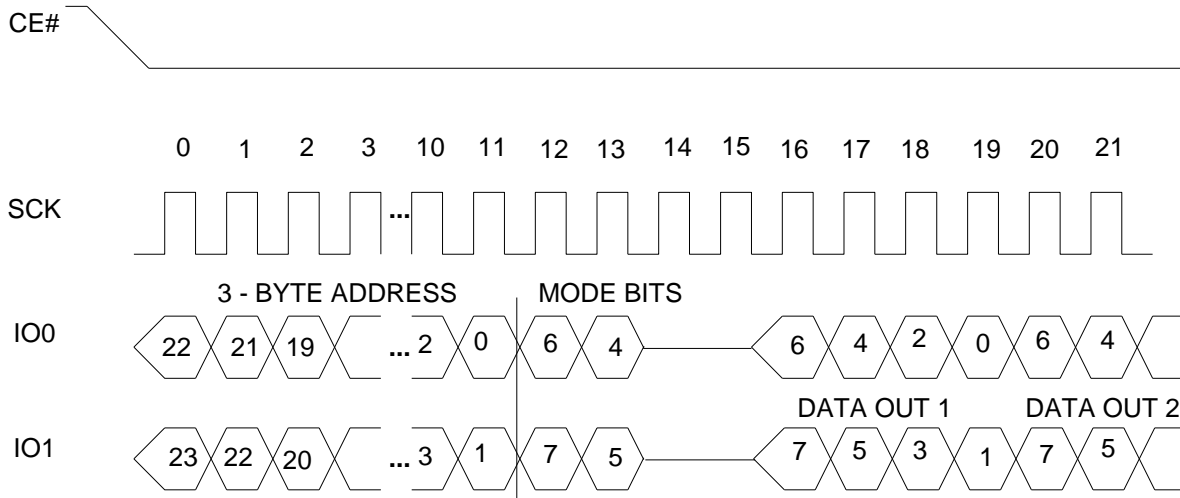 CE#
0 1 2 3 10 11 12 13 14 15 16 17 18 19 20 21
SCK ...
3 - BYTE ADDRESS MODE BITS
IO0 22 21 19 ... 2 0 6 4 6 4 2 0 6 4
DATA OUT 1 DATA OUT 2
IO1 23 22 20 ... 3 1 7 5 7 5 3 1 7 5